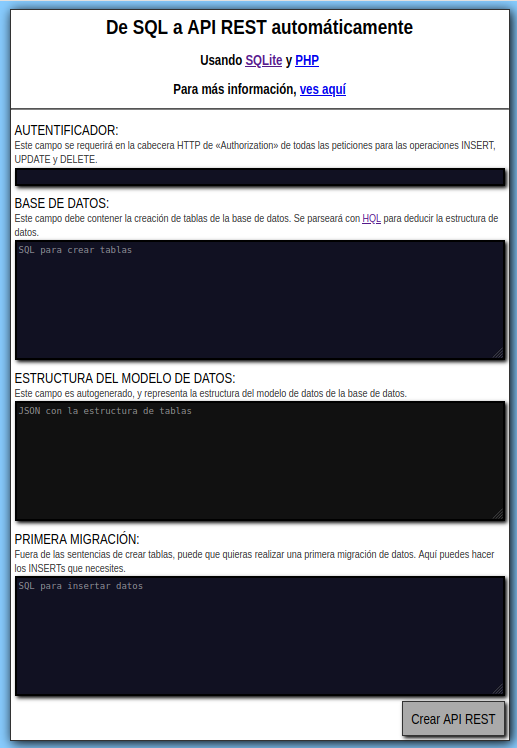 De SQL a API REST automáticamente
Usando SQLite y PHP
Para más información, ves aquí
AUTENTIFICADOR:
Este campo se requerirá en la cabecera HTTP de «Authorization» de todas las peticiones para las operaciones INSERT,
UPDATE y DELETE.
BASE DE DATOS:
Este campo debe contener la creación de tablas de la base de datos. Se parseará con HQL para deducir la estructura de
datos.
SQL para crear tablas
ESTRUCTURA DEL MODELO DE DATOS:
Este campo es autogenerado, y representa la estructura del modelo de datos de la base de datos.
JSON con la estructura de tablas
PRIMERA MIGRACIÓN:
Fuera de las sentencias de crear tablas, puede que quieras realizar una primera migración de datos. Aquí puedes hacer
los INSERTs que necesites.
SQL para insertar datos
Crear API REST